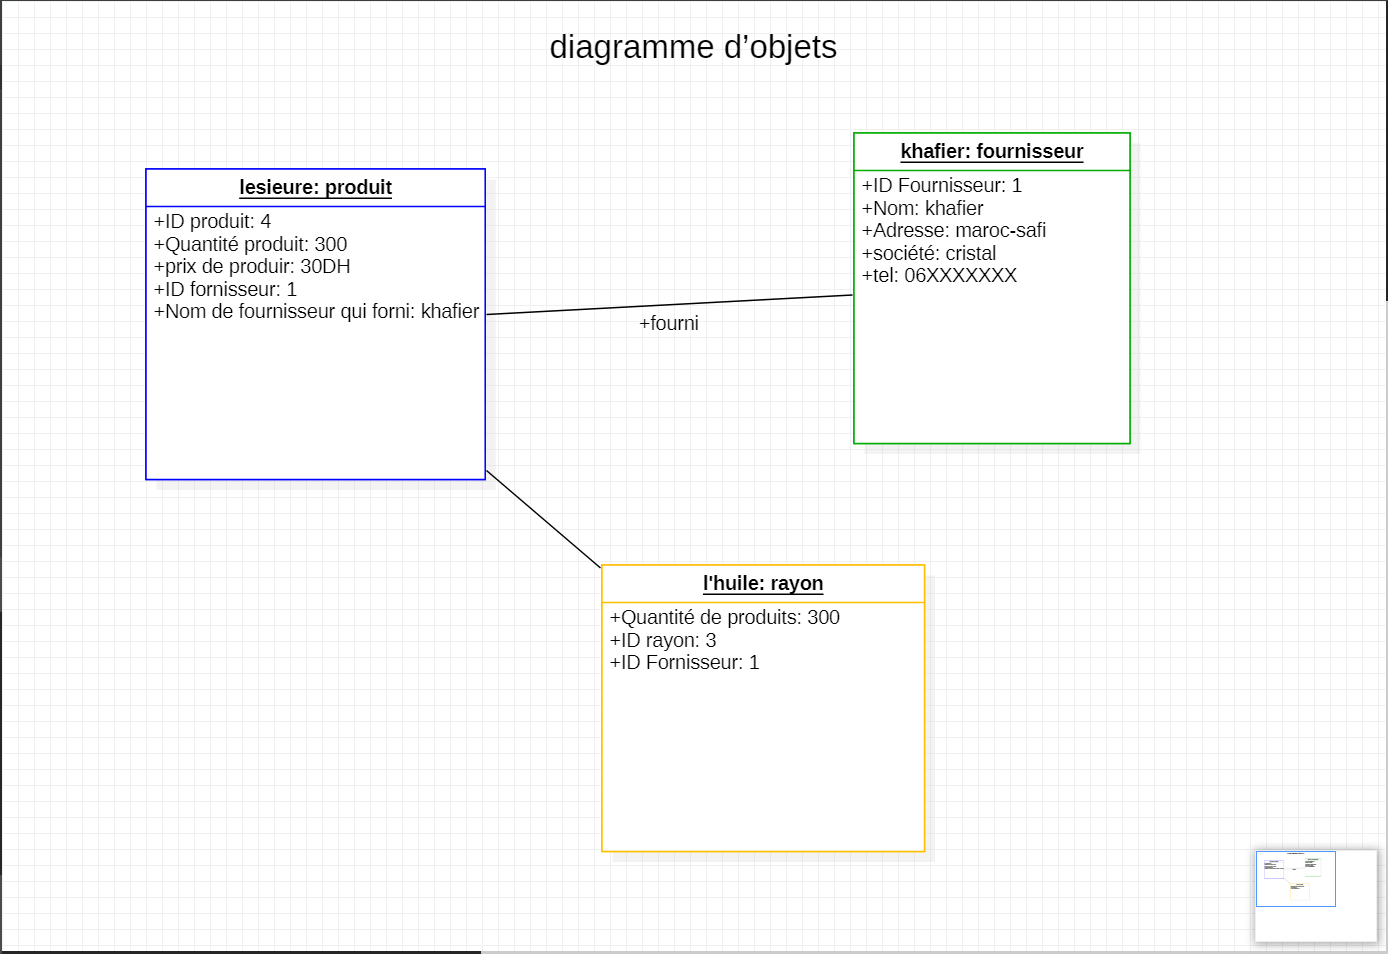 diagramme d’objets
lesieure: produit
+ID produit: 4
+Quantité produit: 300
+prix de produir: 30DH
+ID fornisseur: 1
+Nom de fournisseur qui forni: khafier
khafier: fournisseur
+ID Fournisseur: 1
+Nom: khafier
+Adresse: maroc-safi
+société: cristal
+tel: 06XXXXXXX
+fourni
l'huile: rayon
+Quantité de produits: 300
+ID rayon: 3
+ID Fornisseur: 1